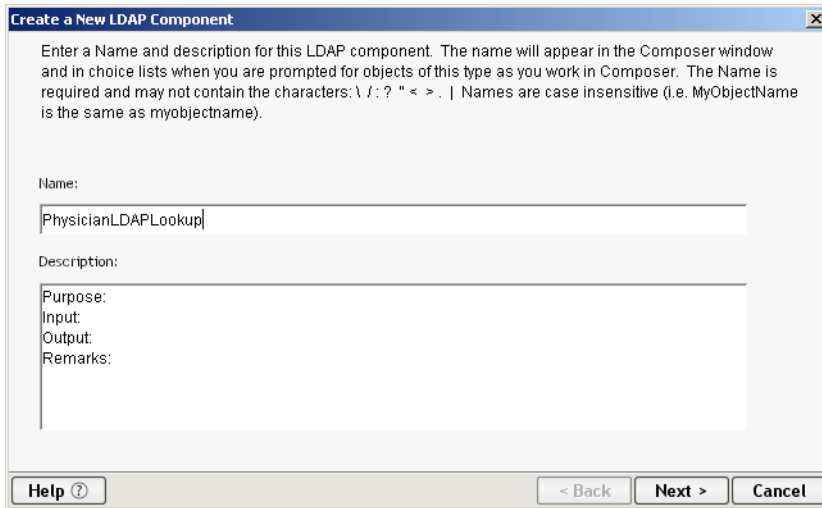 Create a New LDAP Component
Enter a Name and description for this LDAP component. The name will appear in the Composer window
and in choice lists when you are prompted for objects of this type as you work in Composer. The Name is
required and may not contain the characters: \ / : ? " < > . | Names are case insensitive (i.e. MyObjectName
is the same as myobjectname).
Name:
PhysicianLDAPLookup
Description:
Purpose:
Input:
Output:
Remarks:
Help ? < Back Next > Cancel